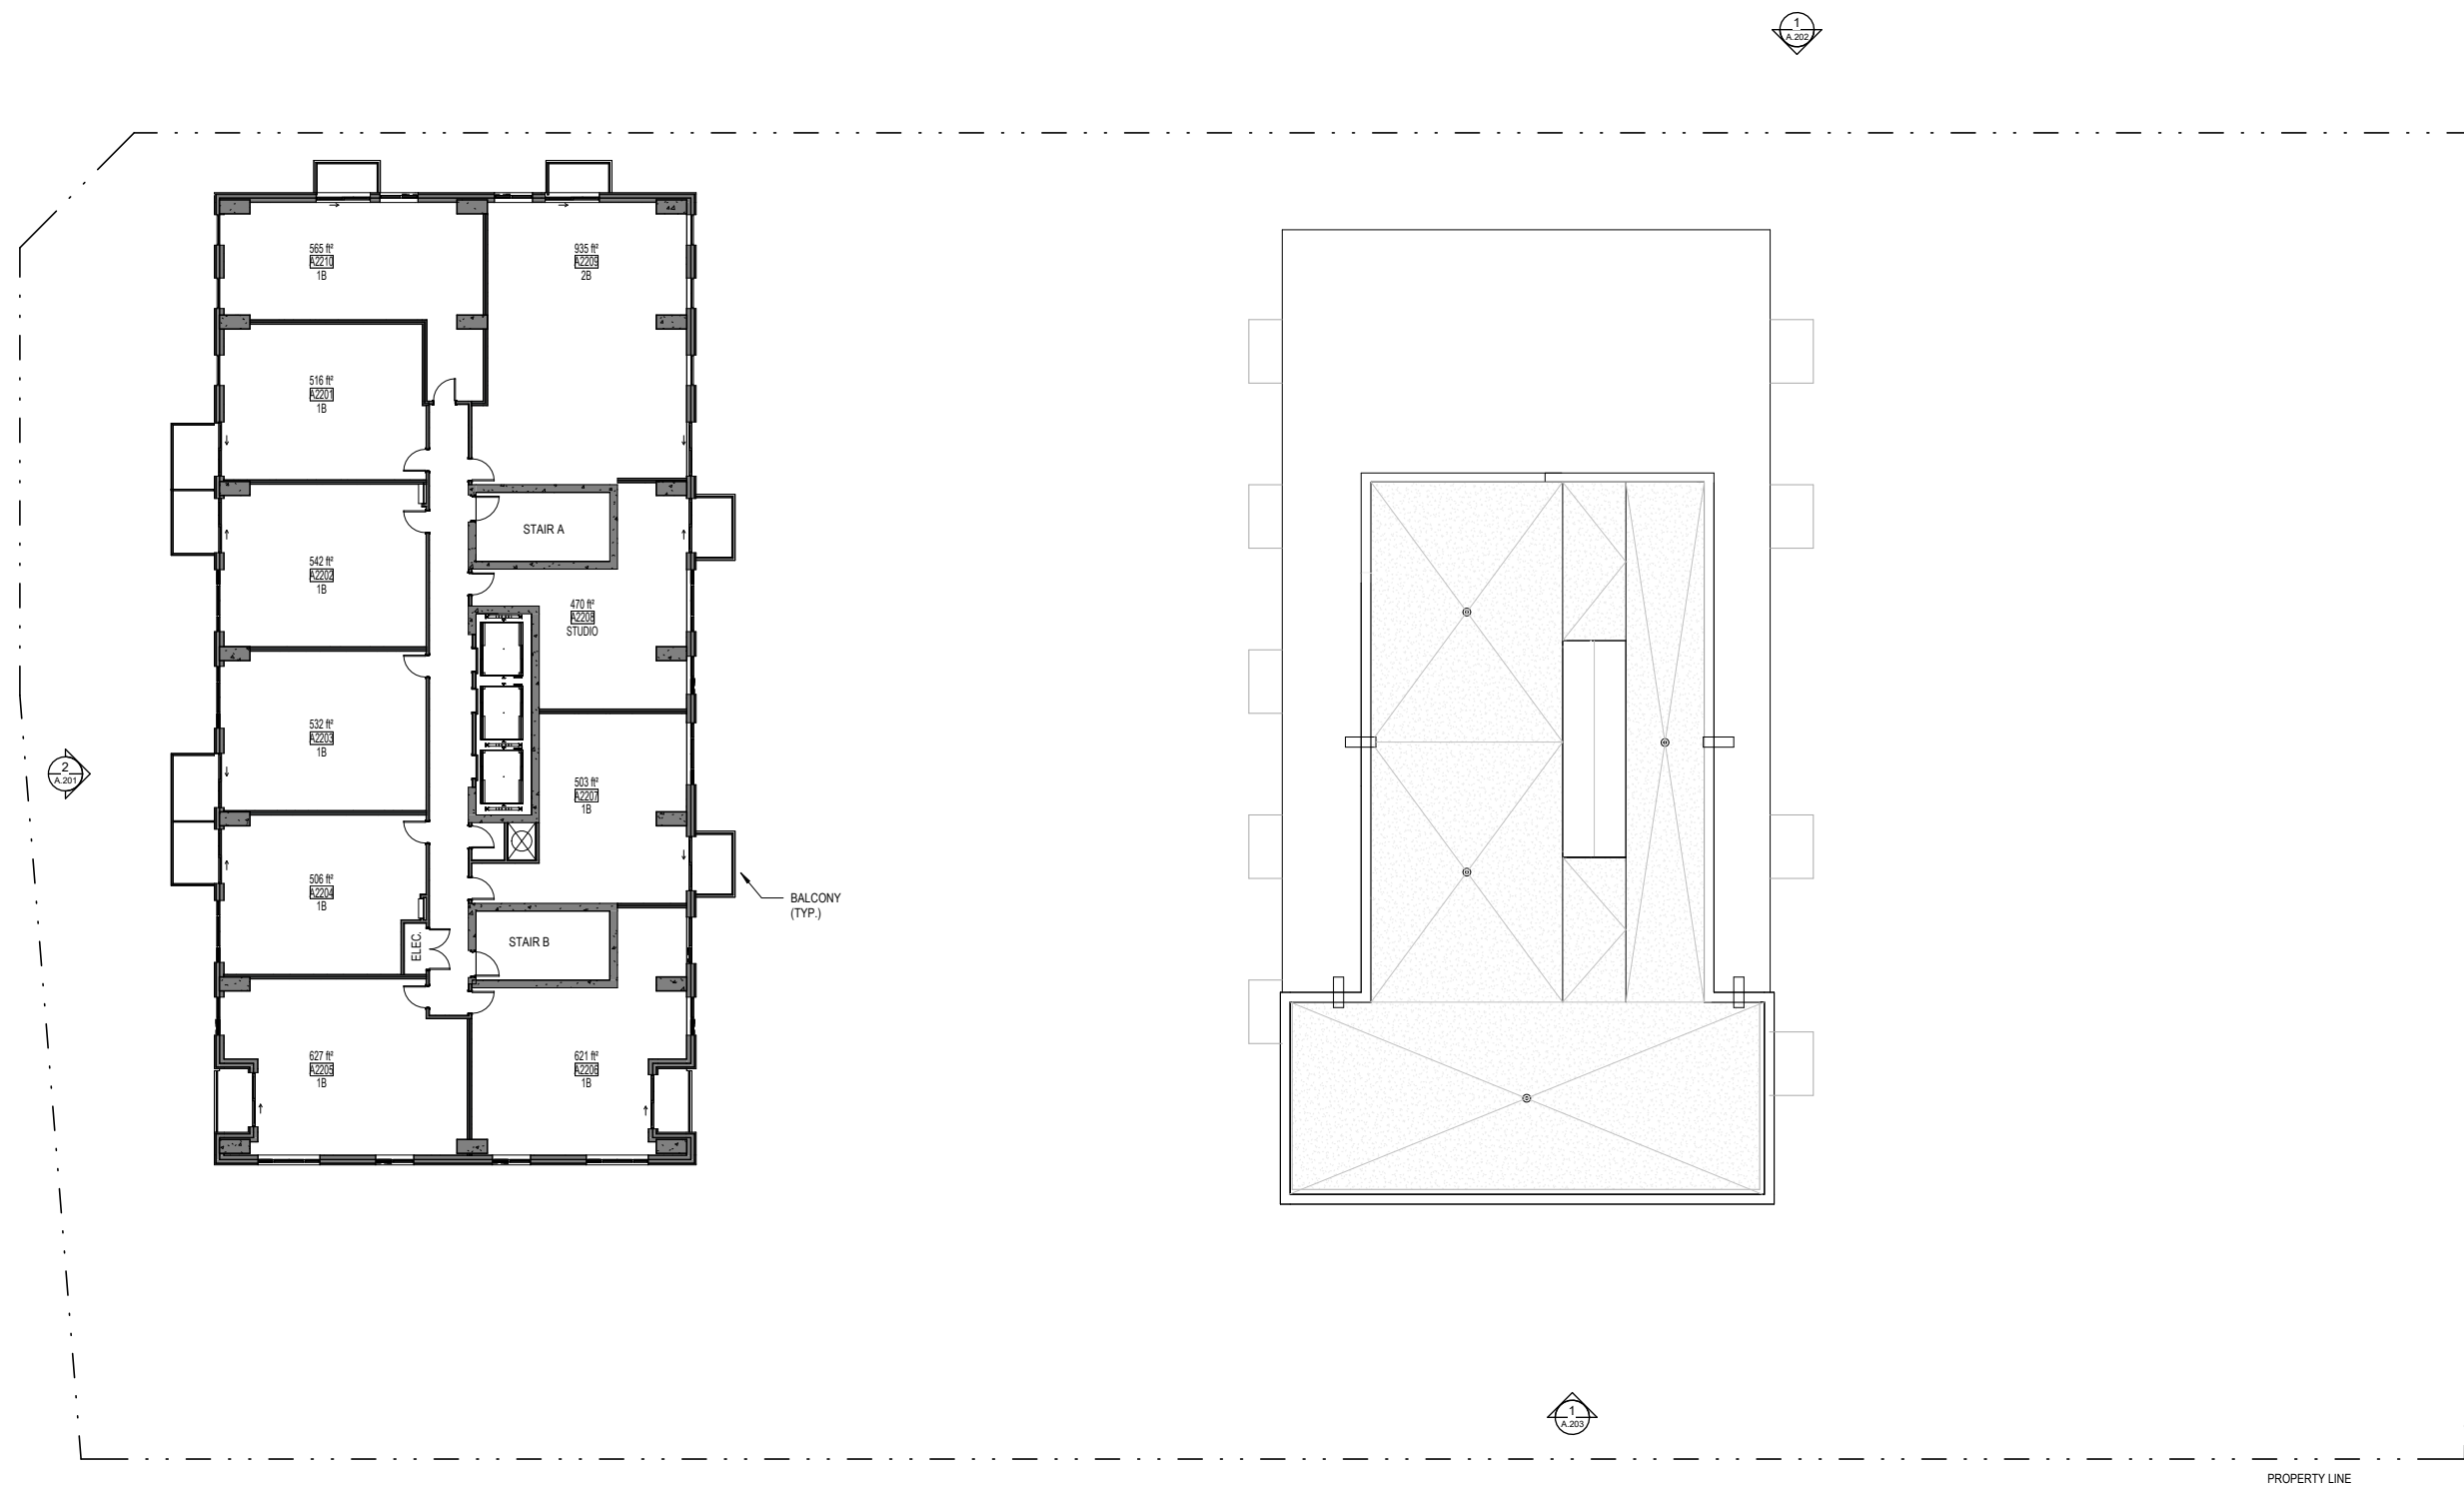 1
A.202
565 ft²
A2210
1B
935 ft²
A2209
2B
516 ft²
A2201
1B
STAIR A
542 ft²
A2202
1B
470 ft²
A2208
STUDIO
532 ft²
A2203
1B
2
A.201
503 ft²
A2207
1B
506 ft²
A2204
1B
BALCONY
(TYP.)
ELEC.
STAIR B
627 ft²
A2205
1B
621 ft²
A2206
1B
1
A.203
PROPERTY LINE